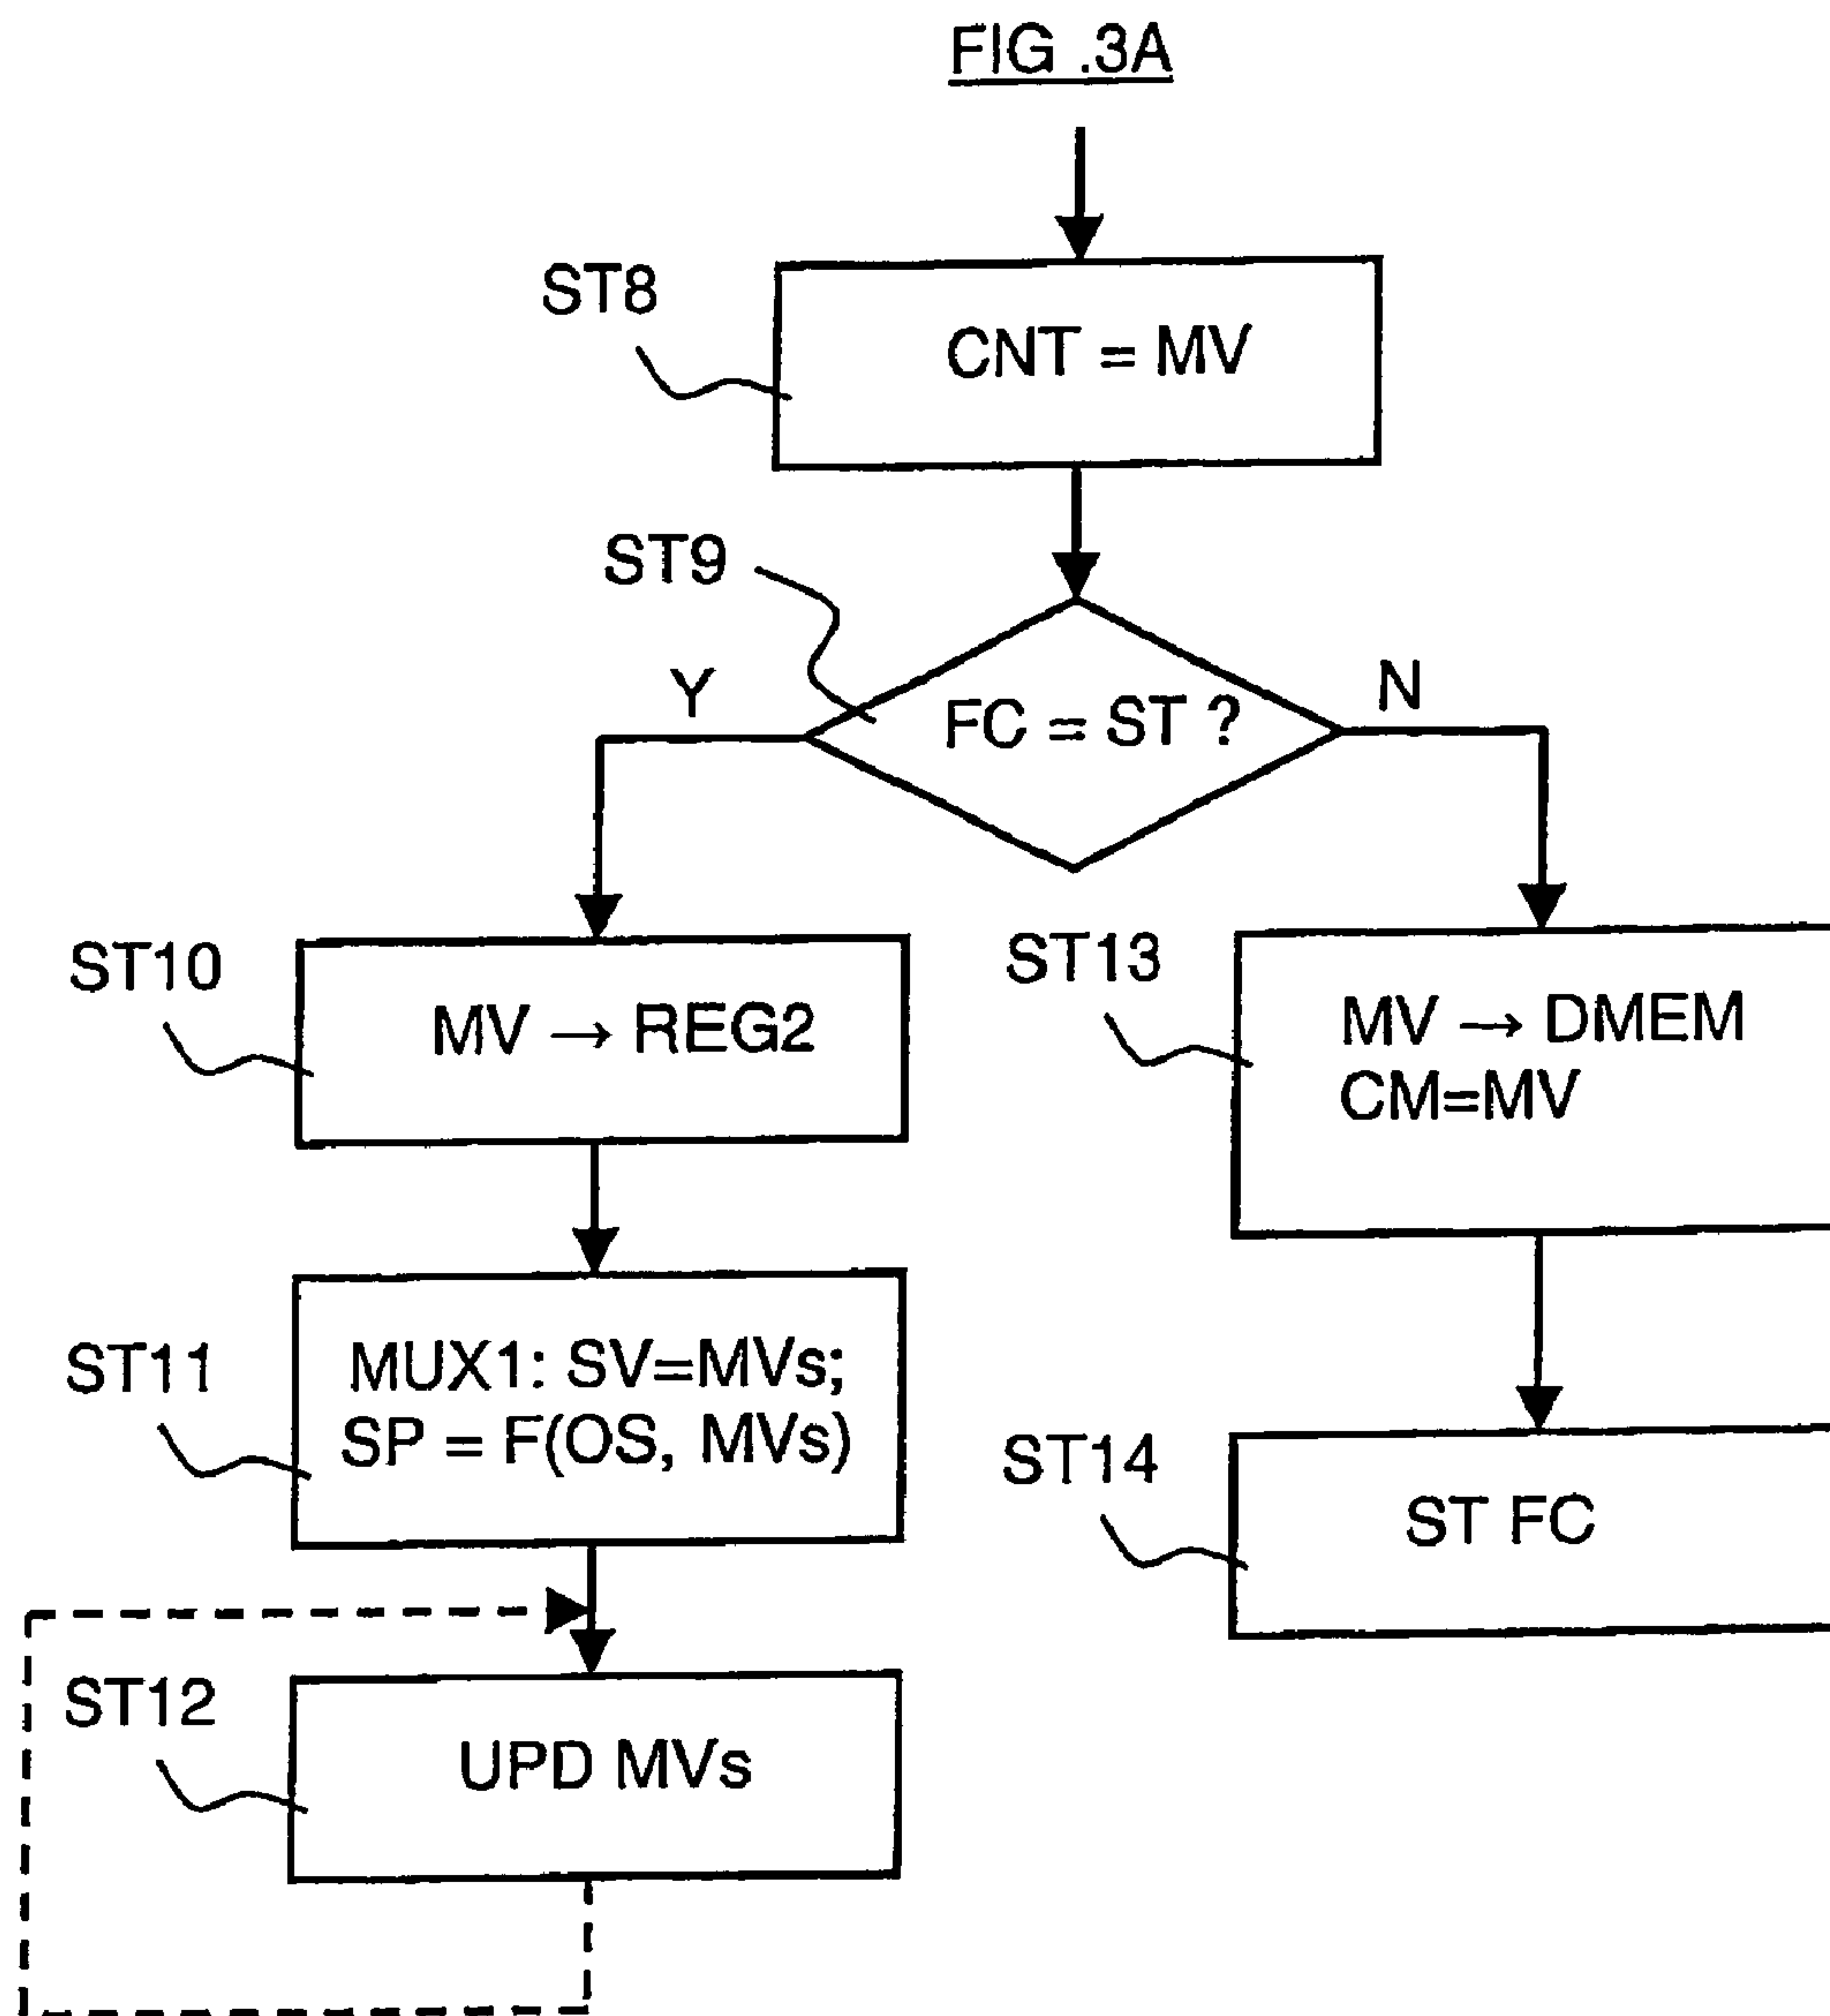 FIG .3A
ST8
CNT = MV
ST9
Y
FC = ST ?
N
ST10
MV → REG2
ST13
MV → DMEM
CM=MV
ST11
MUX1: SV=MVs;
SP = F(OS, MVs)
ST14
ST FC
ST12
UPD MVs